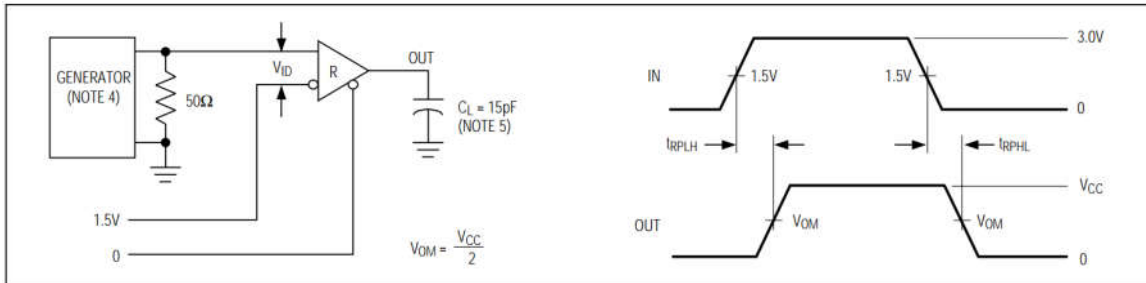 GENERATOR
(NOTE 4)
50Ω
VID
R
OUT
CL = 15pF
(NOTE 5)
1.5V
0
VOM = VCC
2
IN
1.5V
1.5V
3.0V
0
tRPLH
tRPHL
OUT
VOM
VOM
VCC
0